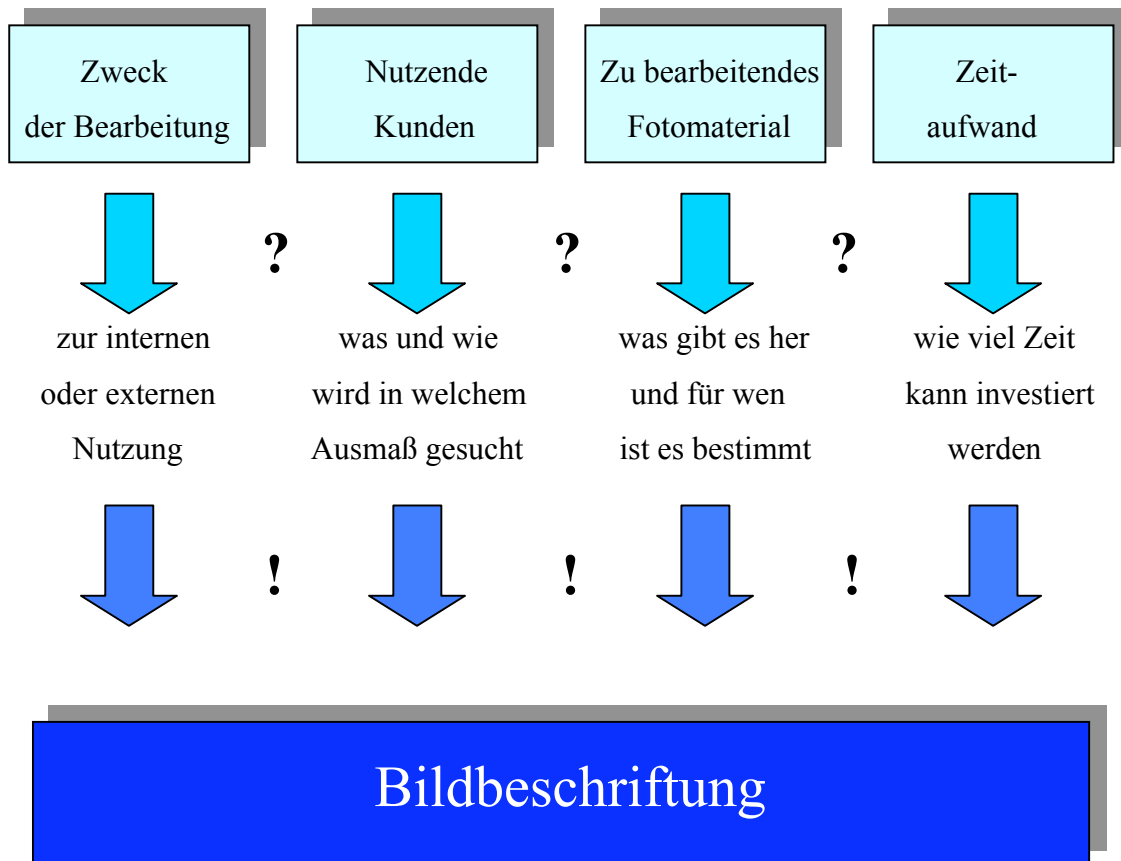 Zweck
der Bearbeitung
Nutzende
Kunden
Zu bearbeitendes
Fotomaterial
Zeit-
aufwand
? ? ?
zur internen
oder externen
Nutzung
was und wie
wird in welchem
Ausmaß gesucht
was gibt es her
und für wen
ist es bestimmt
wie viel Zeit
kann investiert
werden
! ! !
Bildbeschriftung